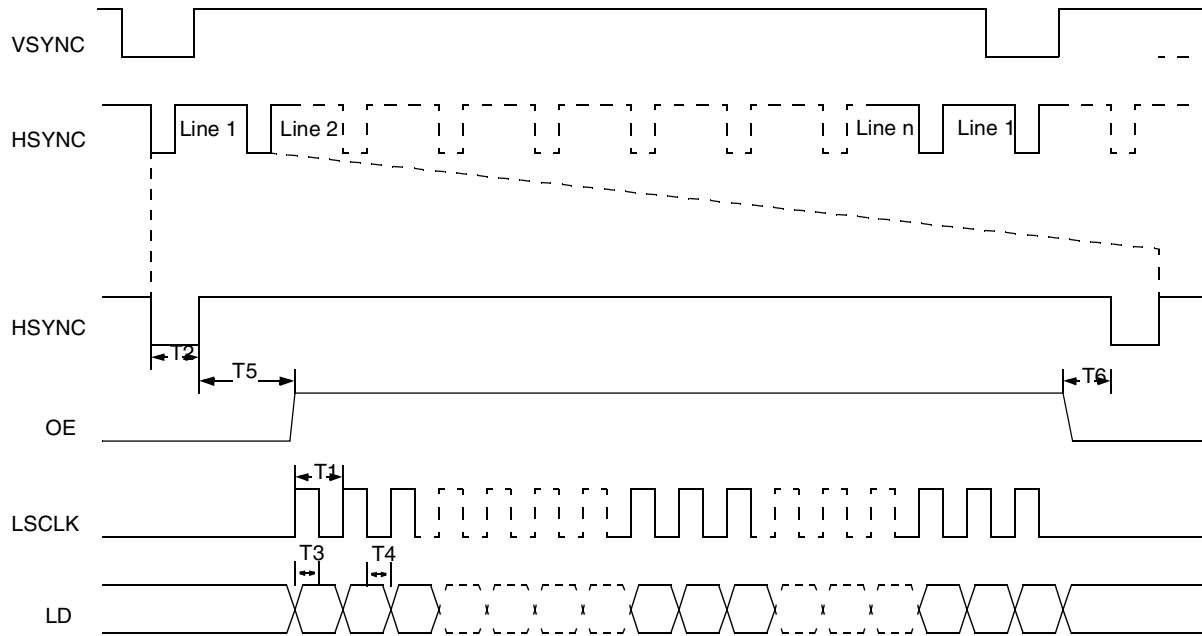 VSYNC
HSYNC
Line 1
Line 2
Line n
Line 1
HSYNC
T2
T5
T6
OE
T1
LSCLK
T3
T4
LD